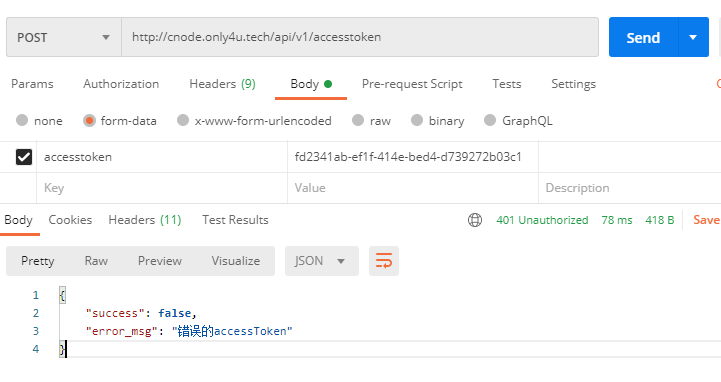 POST http://cnode.only4u.tech/api/v1/accesstoken Send
Params Authorization Headers (9) Body Pre-request Script Tests Settings
none form-data x-www-form-urlencoded raw binary GraphQL
accesstoken fd2341ab-ef1f-414e-bed4-d739272b03c1
Key Value Description
Body Cookies Headers (11) Test Results 401 Unauthorized 78 ms 418 B Save
Pretty Raw Preview Visualize JSON
1 {
2 "success": false,
3 "error_msg": "错误的accessToken"
4 }